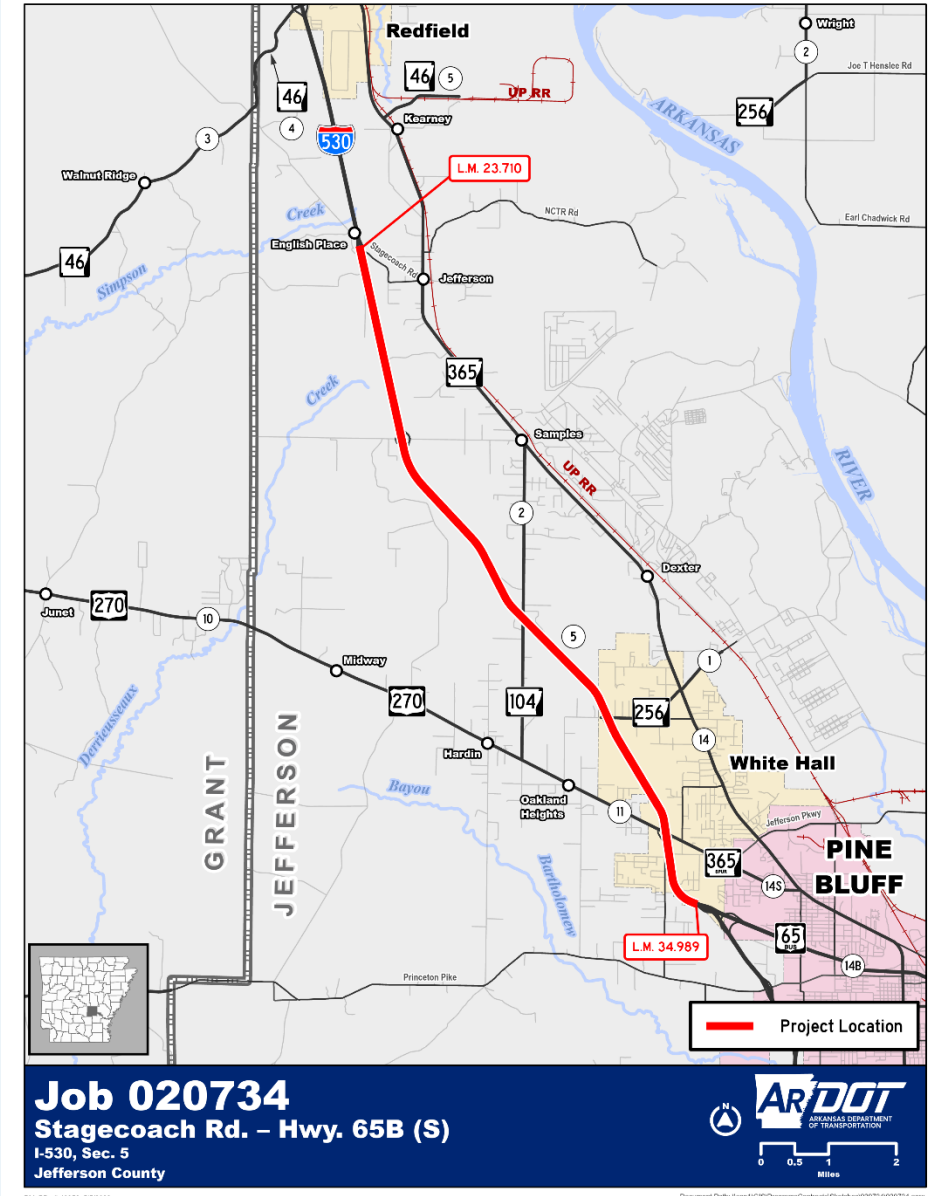 Redfield
Wright
2
Joe T Henslee Rd
46
5
UP RR
46
256
ARKANSAS
4
Kearney
3
530
L.M. 23.710
Walnut Ridge
Creek
NCTR Rd
Earl Chadwick Rd
English Place
Stagecoach Rd
46
Simpson
Jefferson
365
Creek
Samples
UP RR
RIVER
2
Dexter
Junet
270
10
5
Midway
1
270
104
256
Derrieusseaux
GRANT
JEFFERSON
14
Hardin
White Hall
Bayou
Oakland
Heights
11
Jefferson Pkwy
365
SPUR
PINE
BLUFF
14S
Bartholomew
65
BUS
L.M. 34.989
14B
Princeton Pike
Project Location
Job 020734
Stagecoach Rd. – Hwy. 65B (S)
I-530, Sec. 5
Jefferson County
N
AR DOT
ARKANSAS DEPARTMENT
OF TRANSPORTATION
0 0.5 1 2
Miles